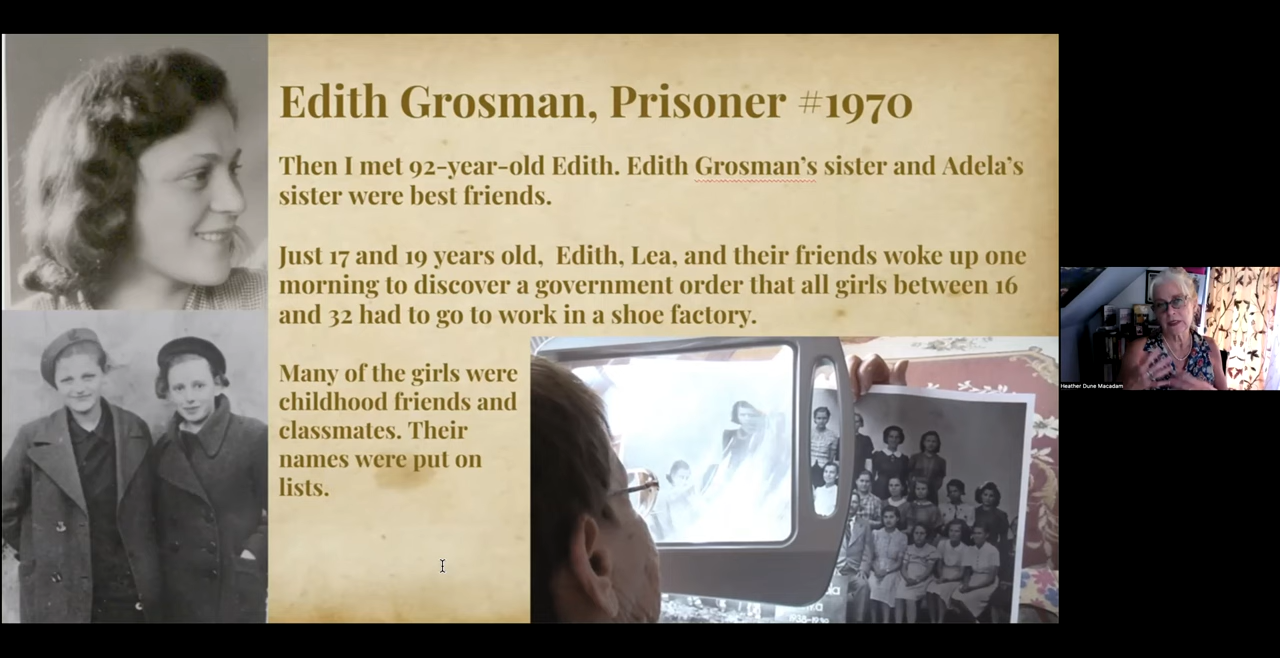 Edith Grosman, Prisoner #1970
Then I met 92-year-old Edith. Edith Grosman's sister and Adela's
sister were best friends.
Just 17 and 19 years old, Edith, Lea, and their friends woke up one
morning to discover a government order that all girls between 16
and 32 had to go to work in a shoe factory.
Many of the girls were
childhood friends and
classmates. Their
names were put on
lists.
Heather Dune Macadam